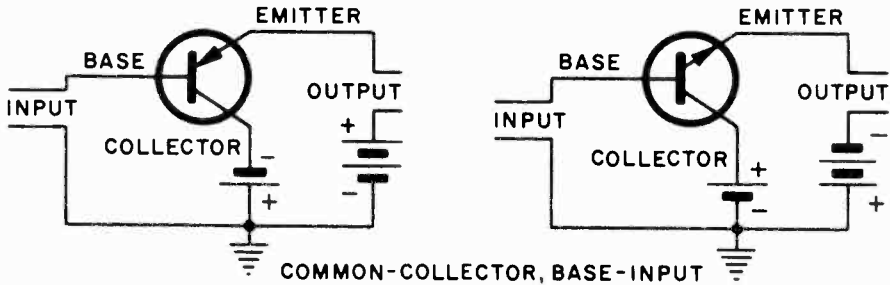 EMITTER
BASE
INPUT
OUTPUT
COLLECTOR
+
-
-
+
EMITTER
BASE
INPUT
OUTPUT
COLLECTOR
-
+
+
-
COMMON-COLLECTOR, BASE-INPUT